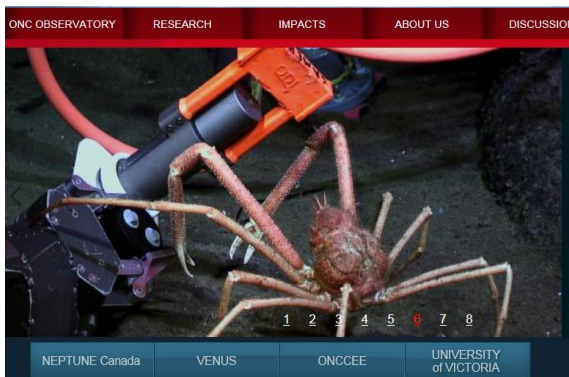 ONC OBSERVATORY RESEARCH IMPACTS ABOUT US DISCUSSIO
ODI
1 2 3 4 5 6 7 8
NEPTUNE Canada VENUS ONCCEE UNIVERSITY
of VICTORIA